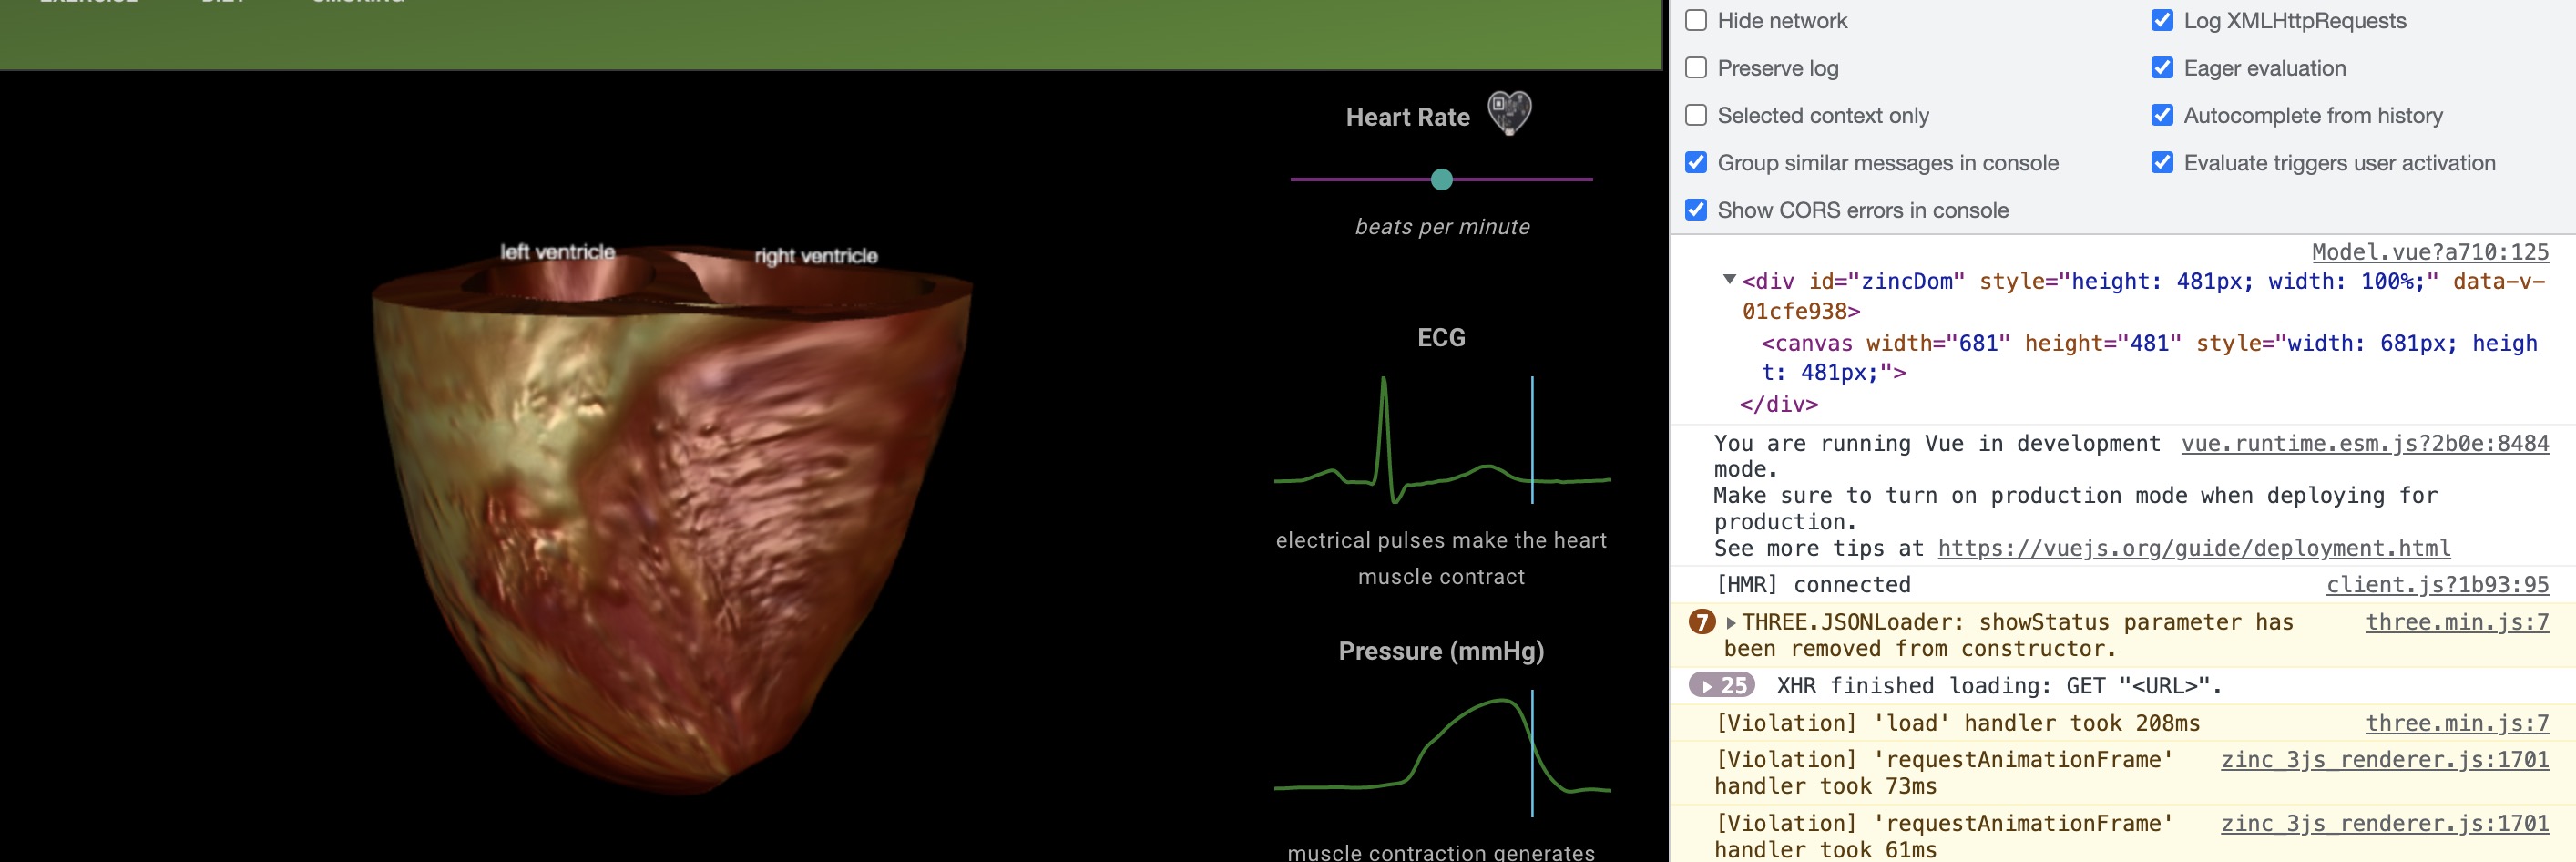 EXERCISE DIET SMOKING
Heart Rate
beats per minute
left ventricle
right ventricle
ECG
electrical pulses make the heart
muscle contract
Pressure (mmHg)
muscle contraction generates
Hide network
Log XMLHttpRequests
Preserve log
Eager evaluation
Selected context only
Autocomplete from history
Group similar messages in console
Evaluate triggers user activation
Show CORS errors in console
Model.vue?a710:125
<div id="zincDom" style="height: 481px; width: 100%;" data-v-
01cfe938>
<canvas width="681" height="481" style="width: 681px; heigh
t: 481px;">
</div>
You are running Vue in development vue.runtime.esm.js?2b0e:8484
mode.
Make sure to turn on production mode when deploying for
production.
See more tips at https://vuejs.org/guide/deployment.html
[HMR] connected client.js?1b93:95
7 THREE.JSONLoader: showStatus parameter has three.min.js:7
been removed from constructor.
25 XHR finished loading: GET "<URL>".
[Violation] 'load' handler took 208ms three.min.js:7
[Violation] 'requestAnimationFrame' zinc_3js_renderer.js:1701
handler took 73ms
[Violation] 'requestAnimationFrame' zinc_3js_renderer.js:1701
handler took 61ms